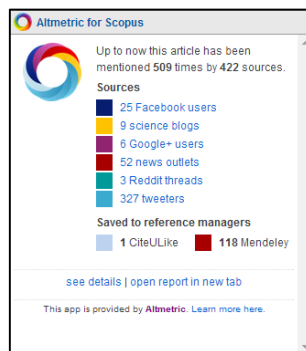 Altmetric for Scopus
Up to now this article has been
mentioned 509 times by 422 sources.
Sources
25 Facebook users
9 science blogs
6 Google+ users
52 news outlets
3 Reddit threads
327 tweeters
Saved to reference managers
1 CiteULike 118 Mendeley
see details | open report in new tab
This app is provided by Altmetric. Learn more here.